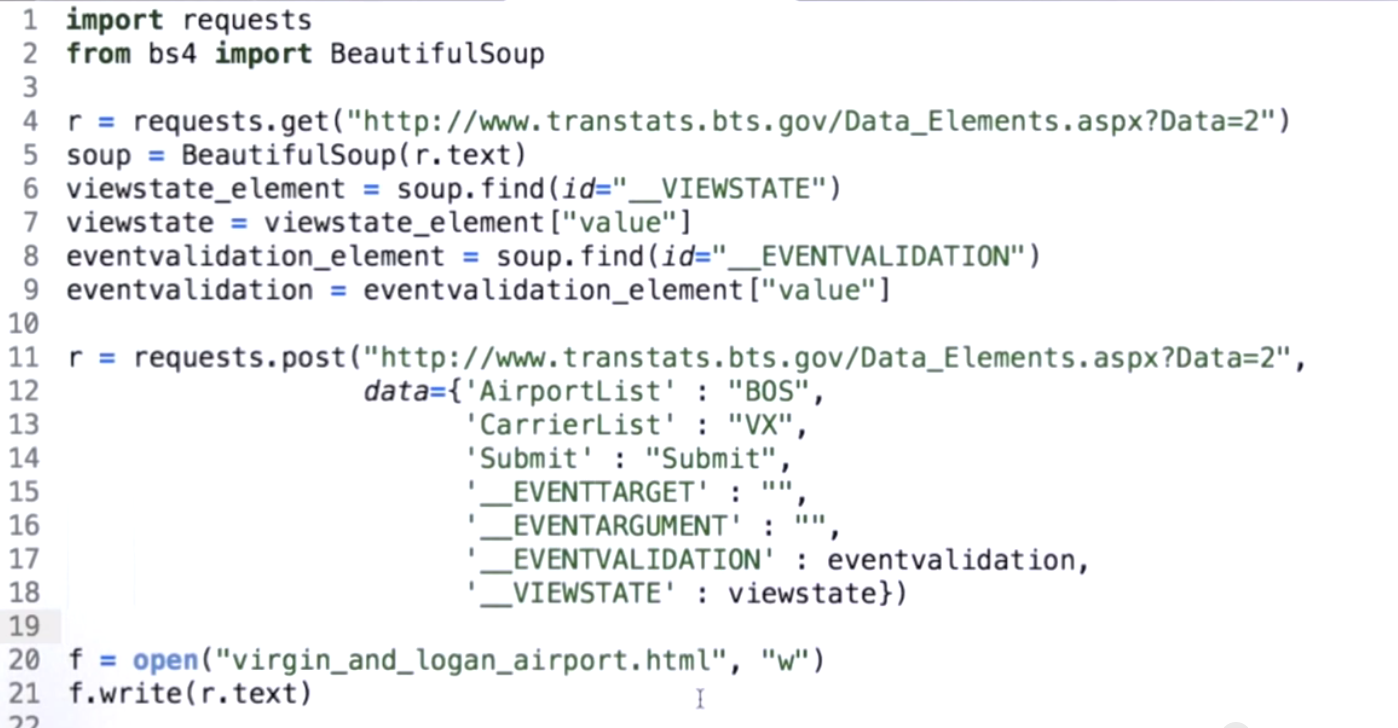 1 import requests
2 from bs4 import BeautifulSoup
3
4 r = requests.get("http://www.transtats.bts.gov/Data_Elements.aspx?Data=2")
5 soup = BeautifulSoup(r.text)
6 viewstate_element = soup.find(id="__VIEWSTATE")
7 viewstate = viewstate_element["value"]
8 eventvalidation_element = soup.find(id="__EVENTVALIDATION")
9 eventvalidation = eventvalidation_element["value"]
10
11 r = requests.post("http://www.transtats.bts.gov/Data_Elements.aspx?Data=2",
12 data={'AirportList' : "BOS",
13 'CarrierList' : "VX",
14 'Submit' : "Submit",
15 '__EVENTTARGET' : "",
16 '__EVENTARGUMENT' : "",
17 '__EVENTVALIDATION' : eventvalidation,
18 '__VIEWSTATE' : viewstate})
19
20 f = open("virgin_and_logan_airport.html", "w")
21 f.write(r.text)
22